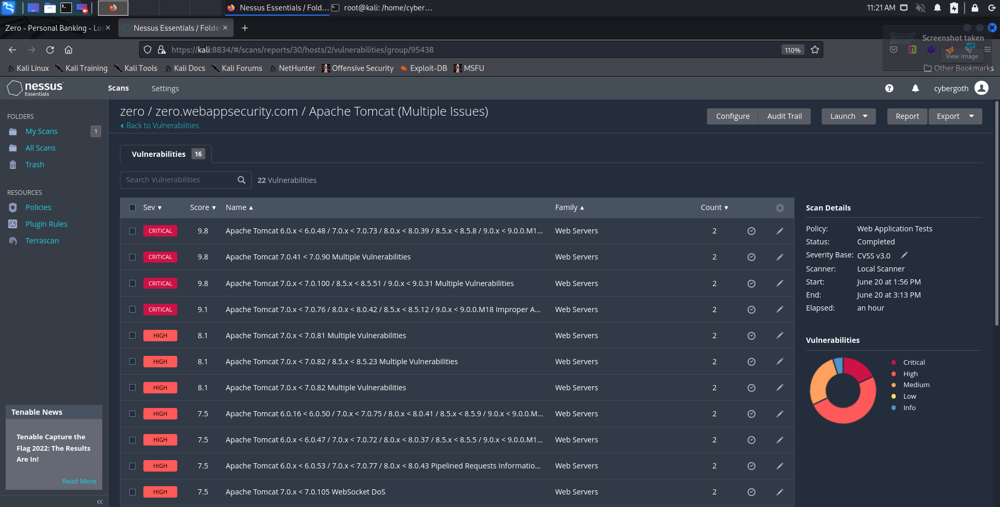 Nessus Essentials / Fold...
root@kali: /home/cyber...
11:21 AM
Zero - Personal Banking - Loa
Nessus Essentials / Folde
https://kali:8834/#/scans/reports/30/hosts/2/vulnerabilities/group/95438
110%
Screenshot taken
off
View image
Kali Linux
Kali Training
Kali Tools
Kali Docs
Kali Forums
NetHunter
Offensive Security
Exploit-DB
MSFU
Other Bookmarks
nessus
Essentials
Scans
Settings
cybergoth
FOLDERS
My Scans
1
All Scans
Trash
RESOURCES
Policies
Plugin Rules
Terrascan
Tenable News
Tenable Capture the
Flag 2022: The Results
Are In!
Read More
zero / zero.webappsecurity.com / Apache Tomcat (Multiple Issues)
Back to Vulnerabilities
Configure
Audit Trail
Launch
Report
Export
Vulnerabilities 16
Search Vulnerabilities
22 Vulnerabilities
Sev Score Name Family Count
CRITICAL 9.8 Apache Tomcat 6.0.x < 6.0.48 / 7.0.x < 7.0.73 / 8.0.x < 8.0.39 / 8.5.x < 8.5.8 / 9.0.x < 9.0.0.M1... Web Servers 2
CRITICAL 9.8 Apache Tomcat 7.0.41 < 7.0.90 Multiple Vulnerabilities Web Servers 2
CRITICAL 9.8 Apache Tomcat 7.0.x < 7.0.100 / 8.5.x < 8.5.51 / 9.0.x < 9.0.31 Multiple Vulnerabilities Web Servers 2
CRITICAL 9.1 Apache Tomcat 7.0.x < 7.0.76 / 8.0.x < 8.0.42 / 8.5.x < 8.5.12 / 9.0.x < 9.0.0.M18 Improper A... Web Servers 2
HIGH 8.1 Apache Tomcat 7.0.x < 7.0.81 Multiple Vulnerabilities Web Servers 2
HIGH 8.1 Apache Tomcat 7.0.x < 7.0.82 / 8.5.x < 8.5.23 Multiple Vulnerabilities Web Servers 2
HIGH 8.1 Apache Tomcat 7.0.x < 7.0.82 Multiple Vulnerabilities Web Servers 2
HIGH 7.5 Apache Tomcat 6.0.16 < 6.0.50 / 7.0.x < 7.0.75 / 8.0.x < 8.0.41 / 8.5.x < 8.5.9 / 9.0.x < 9.0.0.M... Web Servers 2
HIGH 7.5 Apache Tomcat 6.0.x < 6.0.47 / 7.0.x < 7.0.72 / 8.0.x < 8.0.37 / 8.5.x < 8.5.5 / 9.0.x < 9.0.0.M1... Web Servers 2
HIGH 7.5 Apache Tomcat 6.0.x < 6.0.53 / 7.0.x < 7.0.77 / 8.0.x < 8.0.43 Pipelined Requests Informatio... Web Servers 2
HIGH 7.5 Apache Tomcat 7.0.x < 7.0.105 WebSocket DoS Web Servers 2
Scan Details
Policy: Web Application Tests
Status: Completed
Severity Base: CVSS v3.0
Scanner: Local Scanner
Start: June 20 at 1:56 PM
End: June 20 at 3:13 PM
Elapsed: an hour
Vulnerabilities
Critical
High
Medium
Low
Info